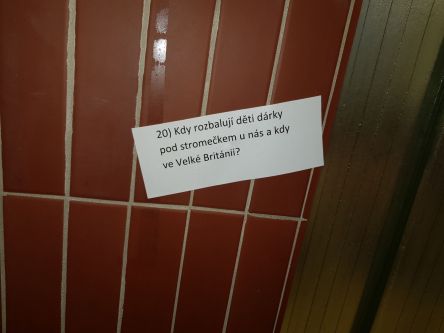 20) Kdy rozbalují děti dárky
pod stromečkem u nás a kdy
ve Velké Británii?